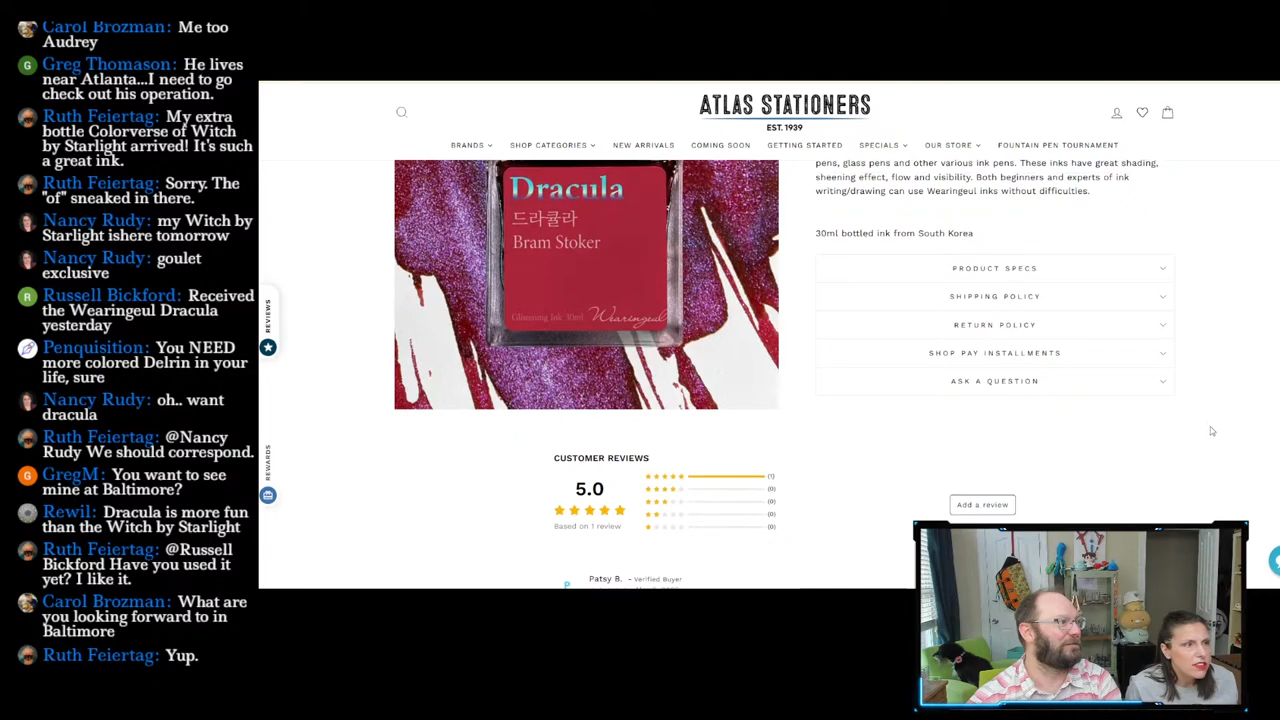 Carol Brozman: Me too
Audrey
Greg Thomason: He lives
near Atlanta...I need to go
check out his operation.
Ruth Feiertag: My extra
bottle Colorverse of Witch
by Starlight arrived! It's such
a great ink.
Ruth Feiertag: Sorry. The
"of" sneaked in there.
Nancy Rudy: my Witch by
Starlight ishere tomorrow
Nancy Rudy: goulet
exclusive
Russell Bickford: Received
the Wearingeul Dracula
yesterday
Penquisition: You NEED
more colored Delrin in your
life, sure
Nancy Rudy: oh.. want
dracula
Ruth Feiertag: @Nancy
Rudy We should correspond.
GregM: You want to see
mine at Baltimore?
Rewil: Dracula is more fun
than the Witch by Starlight
Ruth Feiertag: @Russell
Bickford Have you used it
yet? I like it.
Carol Brozman: What are
you looking forward to in
Baltimore
Ruth Feiertag: Yup.
ATLAS STATIONERS
EST. 1939
BRANDS SHOP CATEGORIES NEW ARRIVALS COMING SOON GETTING STARTED SPECIALS OUR STORE FOUNTAIN PEN TOURNAMENT
REVIEWS
REWARDS
Dracula
드라큘라
Bram Stoker
Glistening Ink 30ml Wearingeul
pens, glass pens and other various ink pens. These inks have great shading,
sheening effect, flow and visibility. Both beginners and experts of ink
writing/drawing can use Wearingeul inks without difficulties.
30ml bottled ink from South Korea
PRODUCT SPECS
SHIPPING POLICY
RETURN POLICY
SHOP PAY INSTALLMENTS
ASK A QUESTION
CUSTOMER REVIEWS
5.0
Based on 1 review
(1)
(0)
(0)
(0)
(0)
Add a review
Patsy B. - Verified Buyer